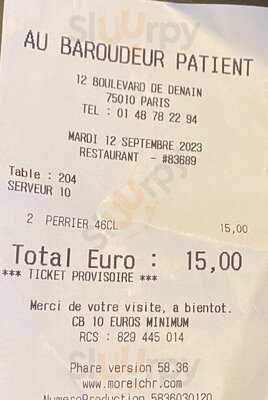 AU BAROUDEUR PATIENT
12 BOULEVARD DE DENAIN
75010 PARIS
TEL : 01 48 78 22 94
MARDI 12 SEPTEMBRE 2023
RESTAURANT - #83689
Table : 204
SERVEUR 10
2 PERRIER 46CL 15,00
Total Euro : 15,00
*** TICKET PROVISOIRE ***
Merci de votre visite, a bientot.
CB 10 EUROS MINIMUM
RCS : 829 445 014
Phare version 58.36
www.morelchr.com
NumeroProduction 5836030120